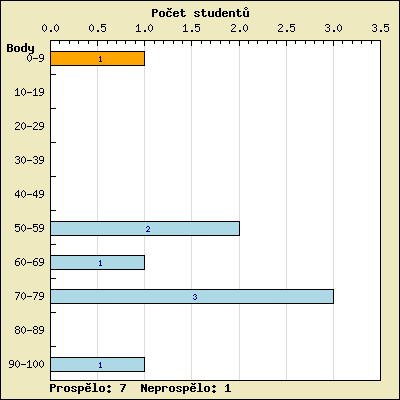 Počet studentů
0.0 0.5 1.0 1.5 2.0 2.5 3.0 3.5
Body
0-9 1
10-19
20-29
30-39
40-49
50-59 2
60-69 1
70-79 3
80-89
90-100 1
Prospělo: 7 Neprospělo: 1